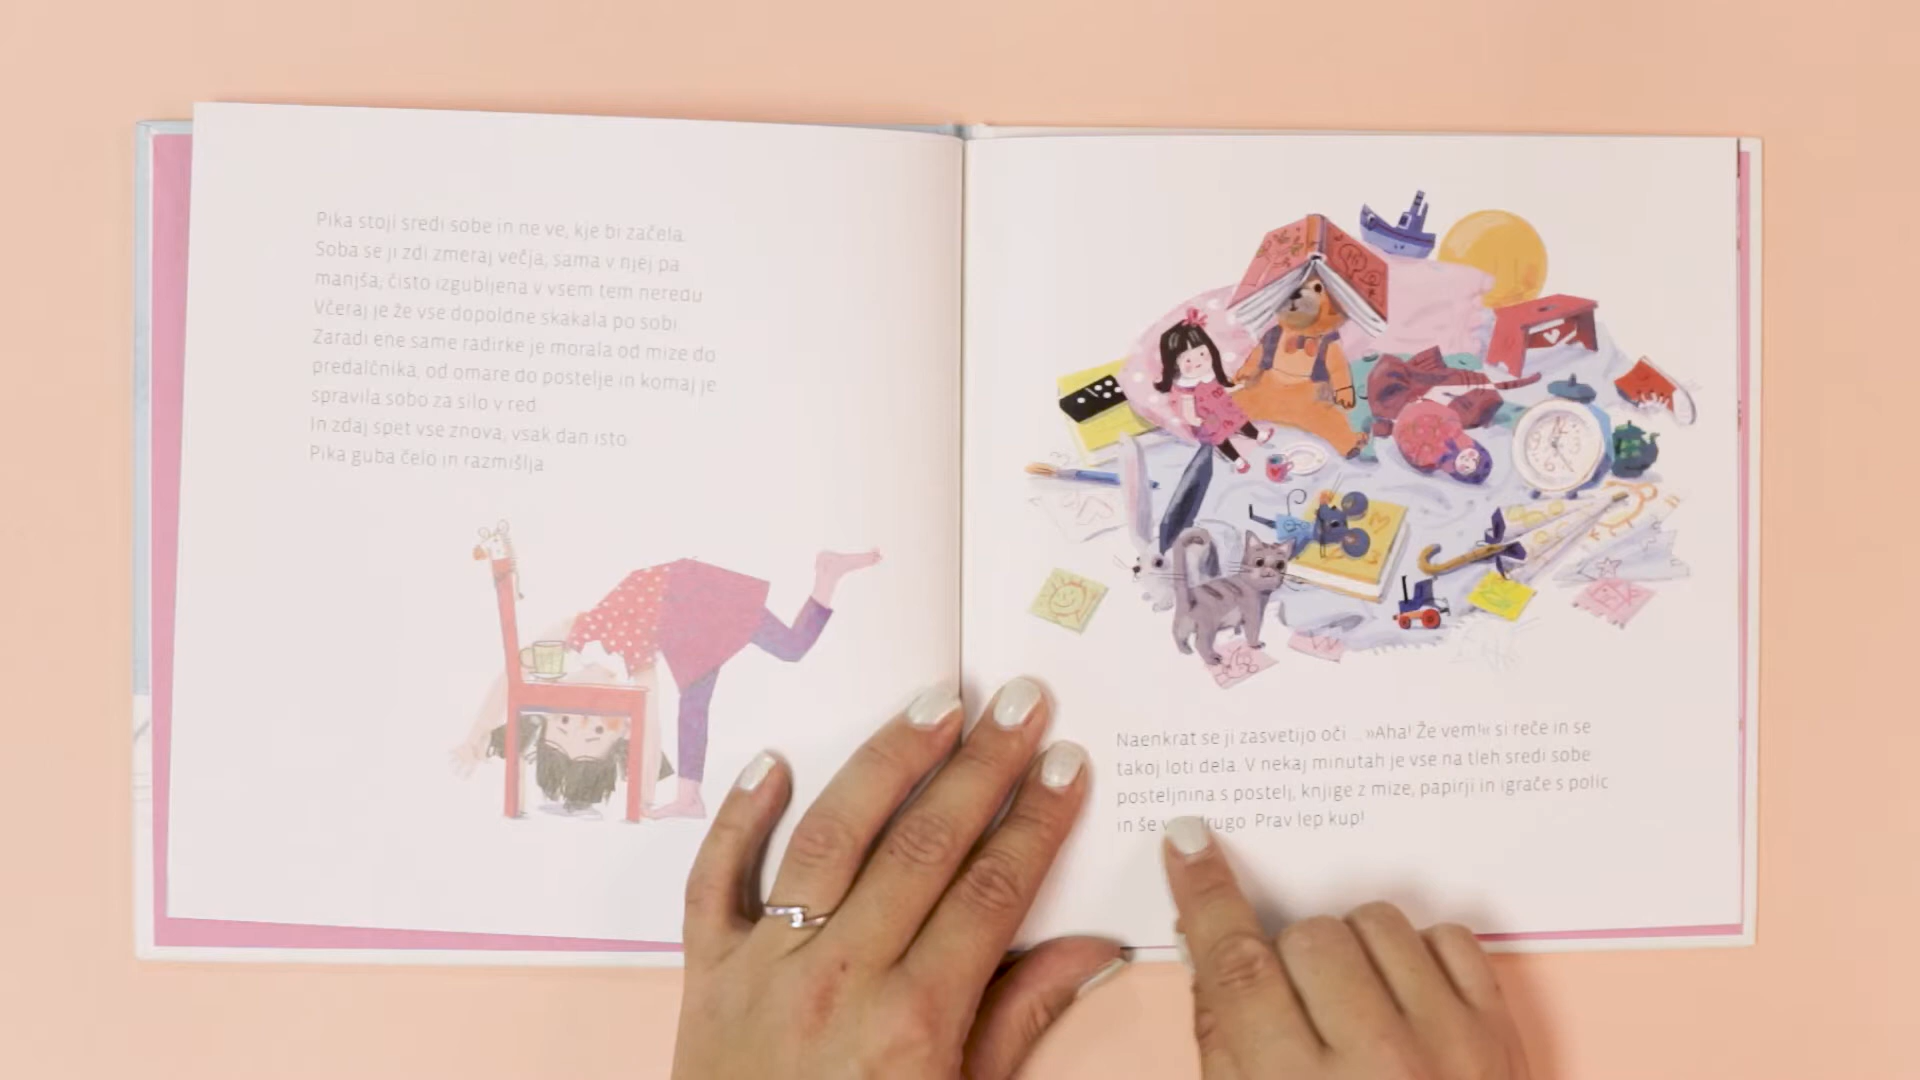 Pika stoji sredi sobe in ne ve, kje bi začela.
Soba se ji zdi zmeraj večja, sama v njej pa
manjša, čisto izgubljena v vsem tem neredu.
Včeraj je že vse dopoldne skakala po sobi.
Zaradi ene same radirke je morala od mize do
predalčnika, od omare do postelje in komaj je
spravila sobo za silo v red.
In zdaj spet vse znova, vsak dan isto.
Pika guba čelo in razmišlja.
Naenkrat se ji zasvetijo oči ... »Aha! Že vem!« si reče in se
takoj loti dela. V nekaj minutah je vse na tleh sredi sobe:
posteljnina s postelj, knjige z mize, papirji in igrače s polic
in še drugo. Prav lep kup!